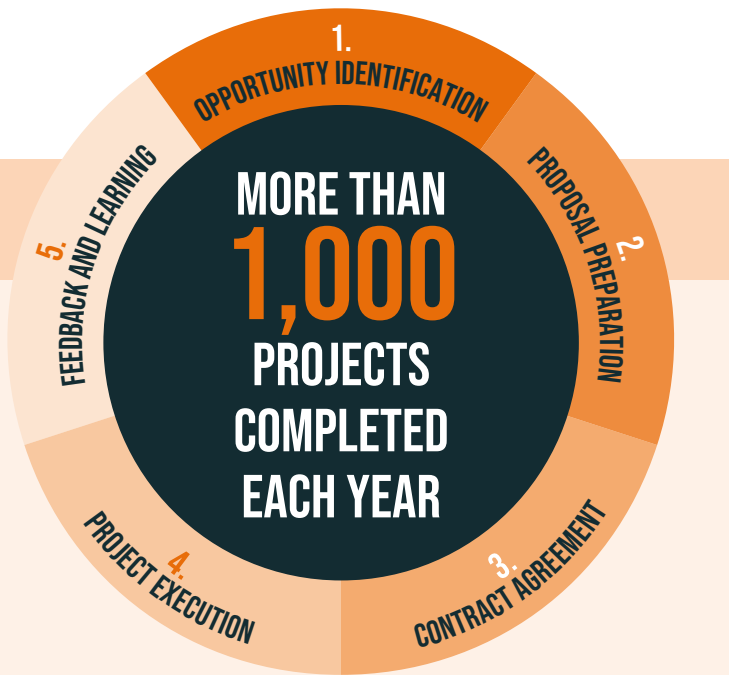 1.
OPPORTUNITY IDENTIFICATION
2.
PROPOSAL PREPARATION
3.
CONTRACT AGREEMENT
4.
PROJECT EXECUTION
5.
FEEDBACK AND LEARNING
MORE THAN
1,000
PROJECTS
COMPLETED
EACH YEAR